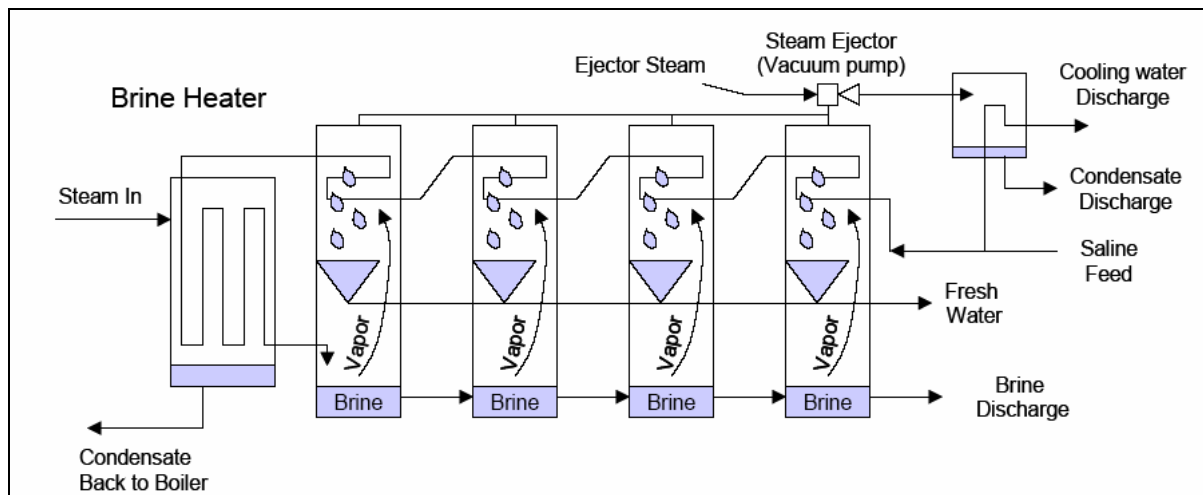 Steam Ejector
(Vacuum pump)
Ejector Steam
Cooling water
Discharge
Brine Heater
Steam In
Condensate
Discharge
Saline
Feed
Fresh
Water
Vapor
Vapor
Vapor
Vapor
Brine
Brine
Brine
Brine
Brine
Discharge
Condensate
Back to Boiler